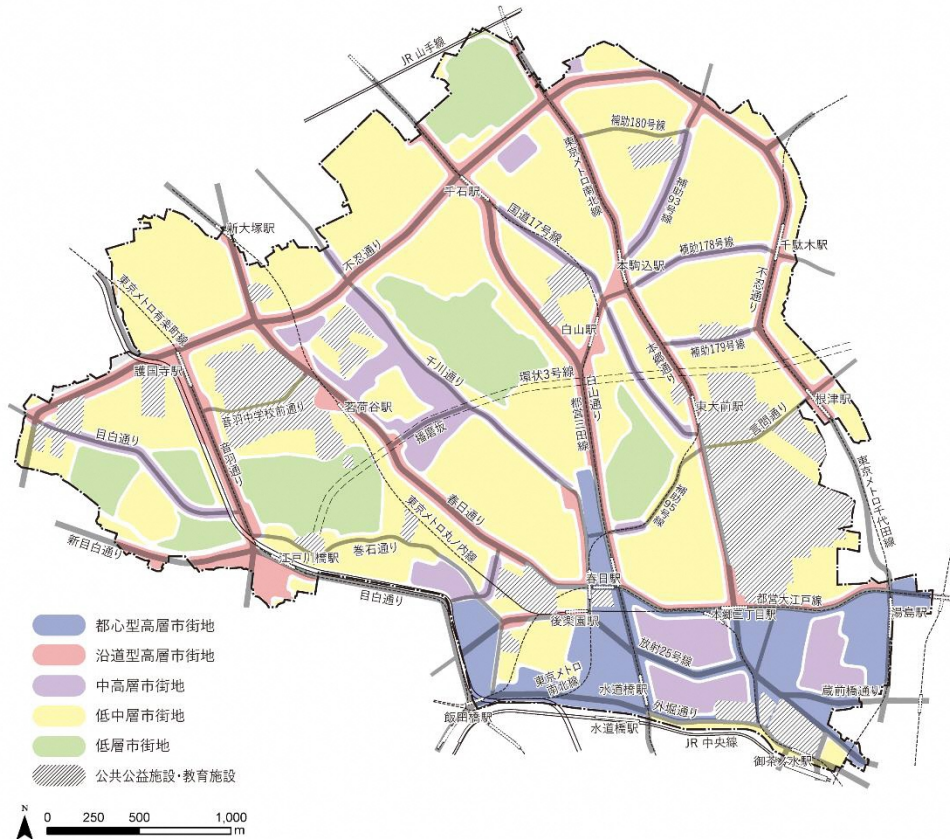 JR 山手線
補助180号線
東京メトロ南北線
千石駅
補助93号線
国道17号線
新大塚駅
不忍通り
補助178号線
千駄木駅
本駒込駅
東京メトロ有楽町線
不忍通り
白山駅
補助179号線
本郷通り
千川通り
環状3号線
護国寺駅
白山通り
都営三田線
茗荷谷駅
東大前駅
根津駅
音羽中学校前通り
播磨坂
言問通り
目白通り
音羽通り
東京メトロ千代田線
補助95号線
春日通り
東京メトロ丸ノ内線
新目白通り
江戸川橋駅
巻石通り
春日駅
目白通り
都営大江戸線
湯島駅
本郷三丁目駅
後楽園駅
放射25号線
東京メトロ
南北線
水道橋駅
蔵前橋通り
外堀通り
飯田橋駅
水道橋駅
JR 中央線
御茶ノ水駅
都心型高層市街地
沿道型高層市街地
中高層市街地
低中層市街地
低層市街地
公共公益施設・教育施設
N
0 250 500 1,000
m